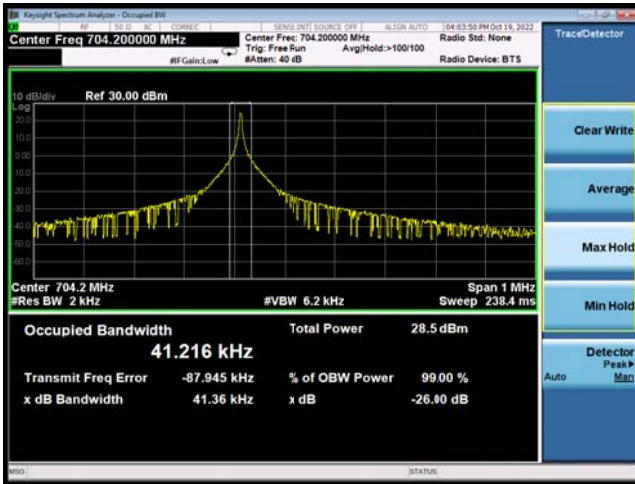 Keysight Spectrum Analyzer - Occupied BW
RF 50 Ω AC CORREC SENSE:INT SOURCE OFF ALIGN AUTO 04:03:50 PM Oct 19, 2022
Center Freq 704.200000 MHz
Center Freq: 704.200000 MHz
Radio Std: None
Trig: Free Run Avg|Hold:>100/100
#IFGain:Low #Atten: 40 dB Radio Device: BTS
10 dB/div Ref 30.00 dBm
Log
20.0
10.0
0.00
-10.0
-20.0
-30.0
-40.0
-50.0
-60.0
Center 704.2 MHz Span 1 MHz
#Res BW 2 kHz #VBW 6.2 kHz Sweep 238.4 ms
Occupied Bandwidth Total Power 28.5 dBm
41.216 kHz
Transmit Freq Error -87.945 kHz % of OBW Power 99.00 %
x dB Bandwidth 41.36 kHz x dB -26.00 dB
MSG STATUS
Trace/Detector
Clear Write
Average
Max Hold
Min Hold
Detector
Peak▶
Auto Man